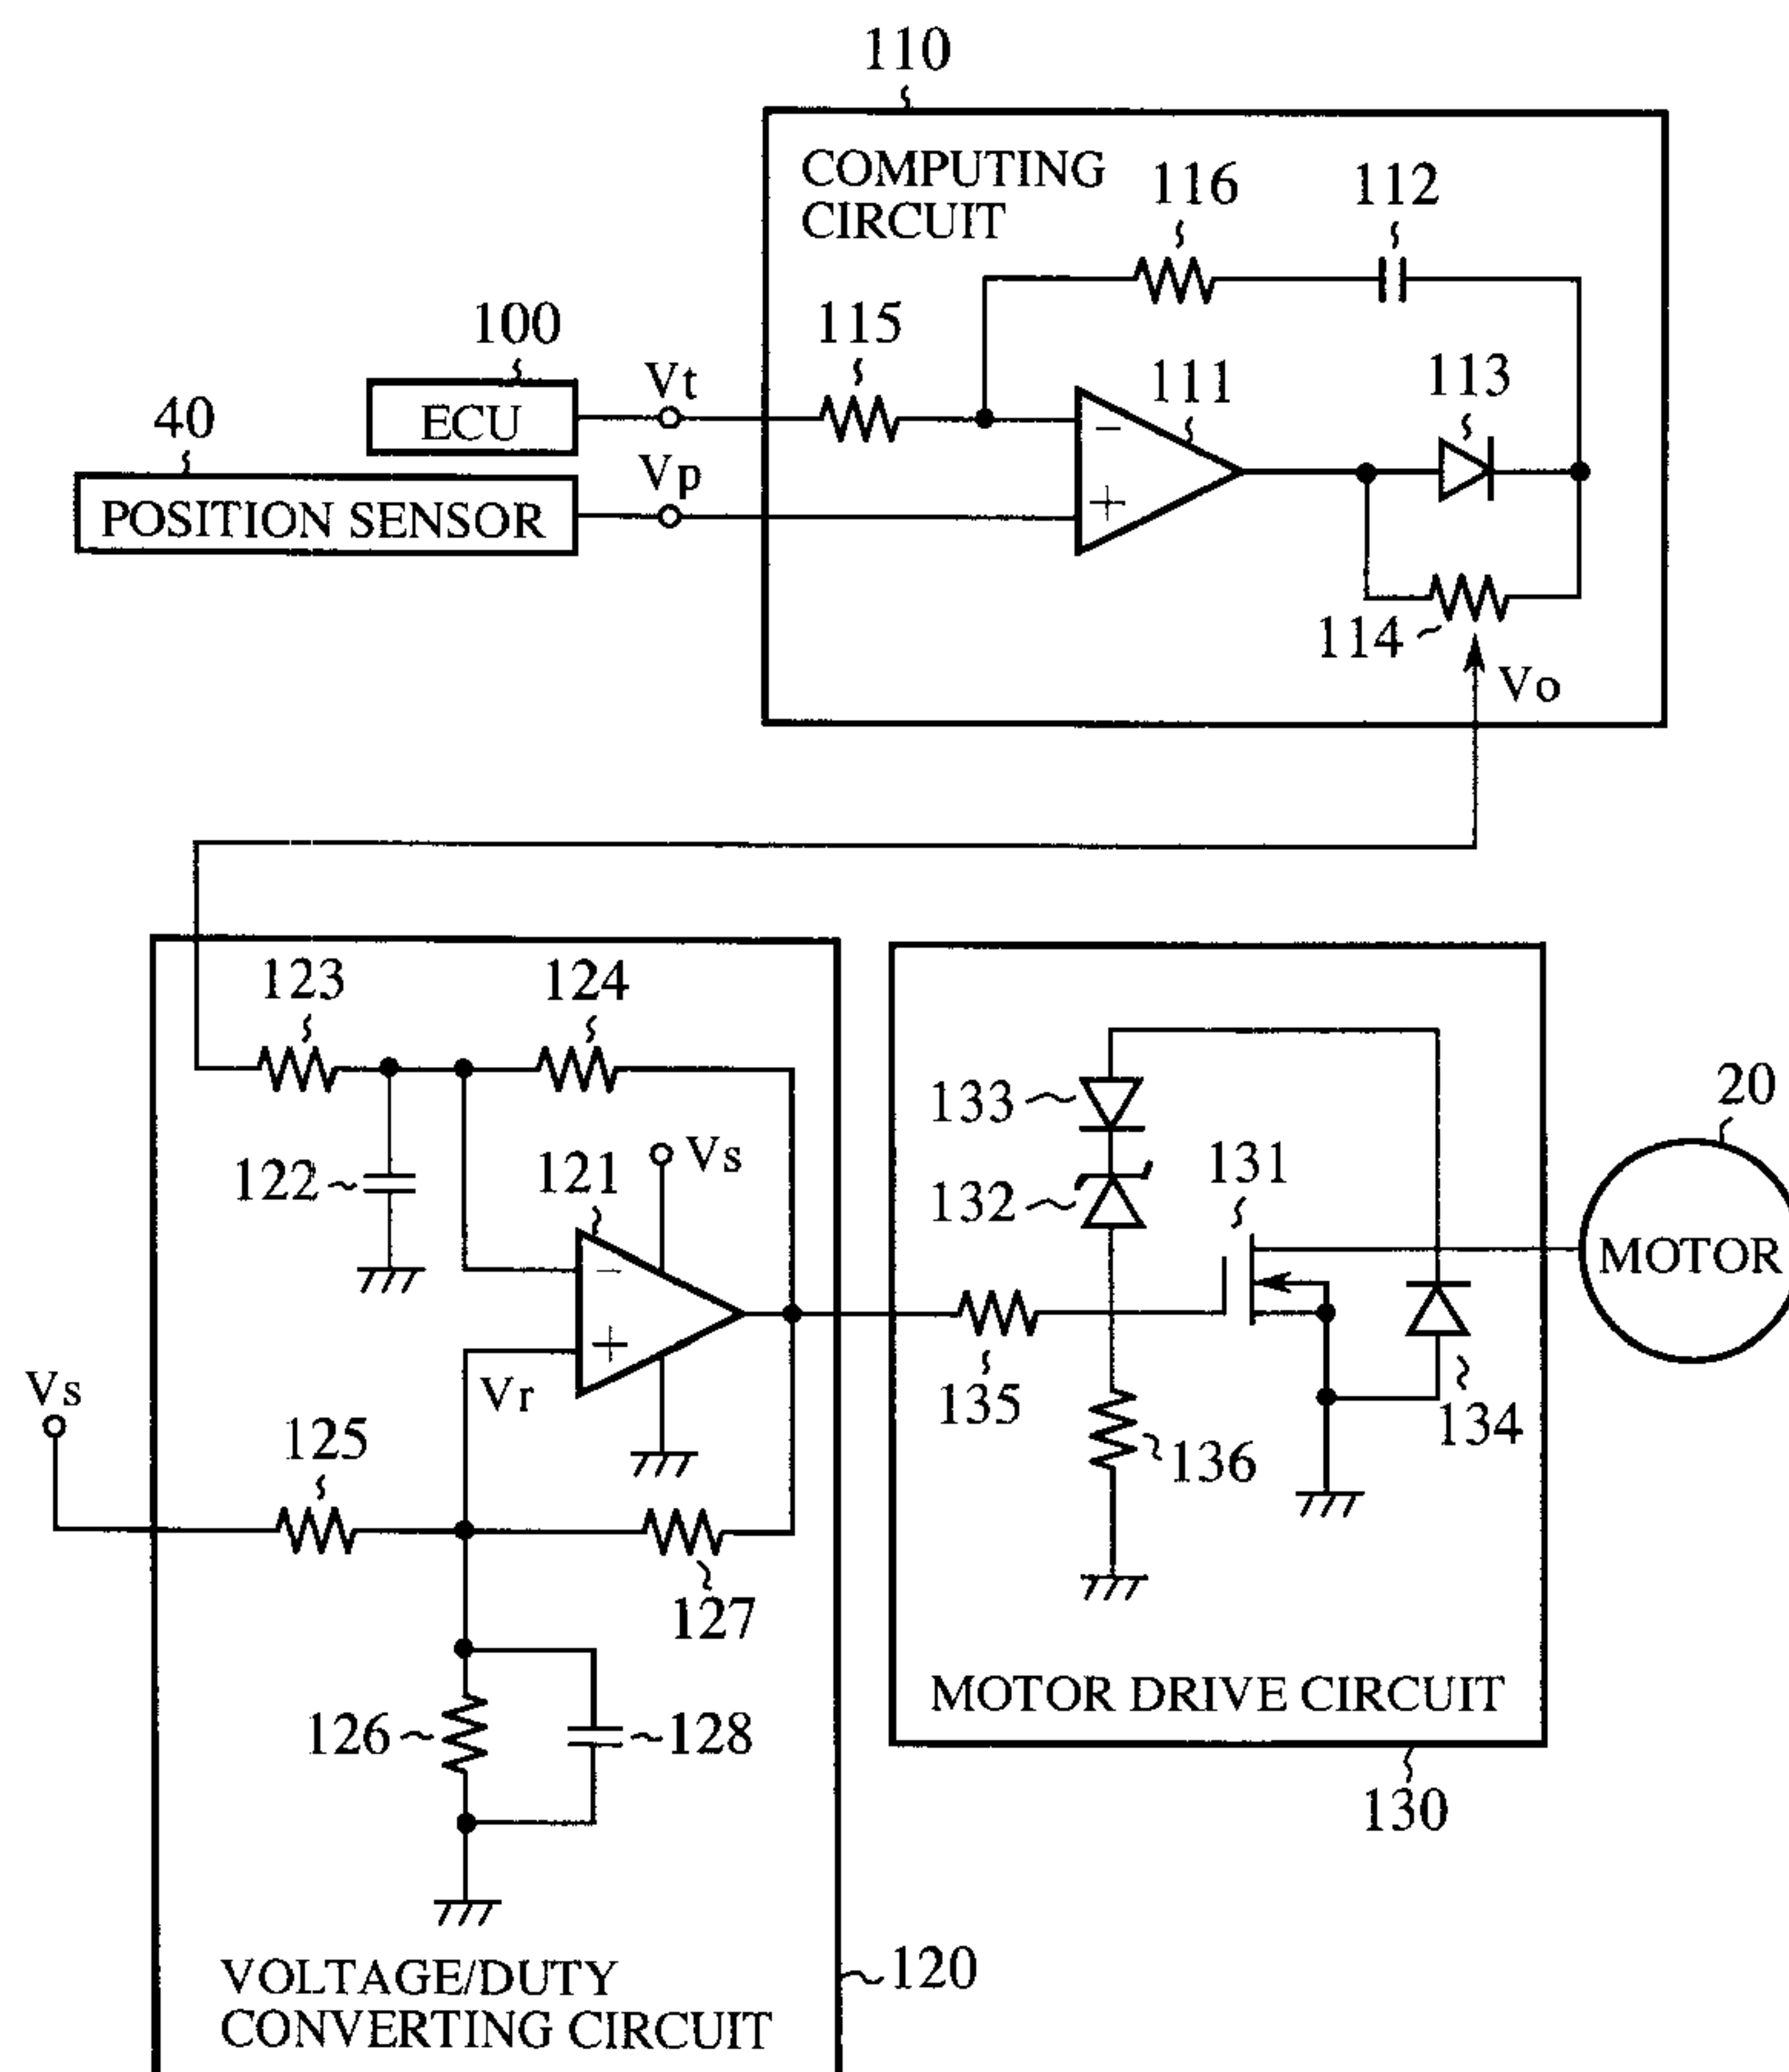 110
COMPUTING
CIRCUIT
116
112
100
115
111
113
40
ECU
Vt
−
POSITION SENSOR
Vp
+
114
Vo
123
124
133
20
Vs
122
121
132
131
MOTOR
−
+
Vs
Vr
135
134
125
136
127
MOTOR DRIVE CIRCUIT
126
128
130
VOLTAGE/DUTY
CONVERTING CIRCUIT
120